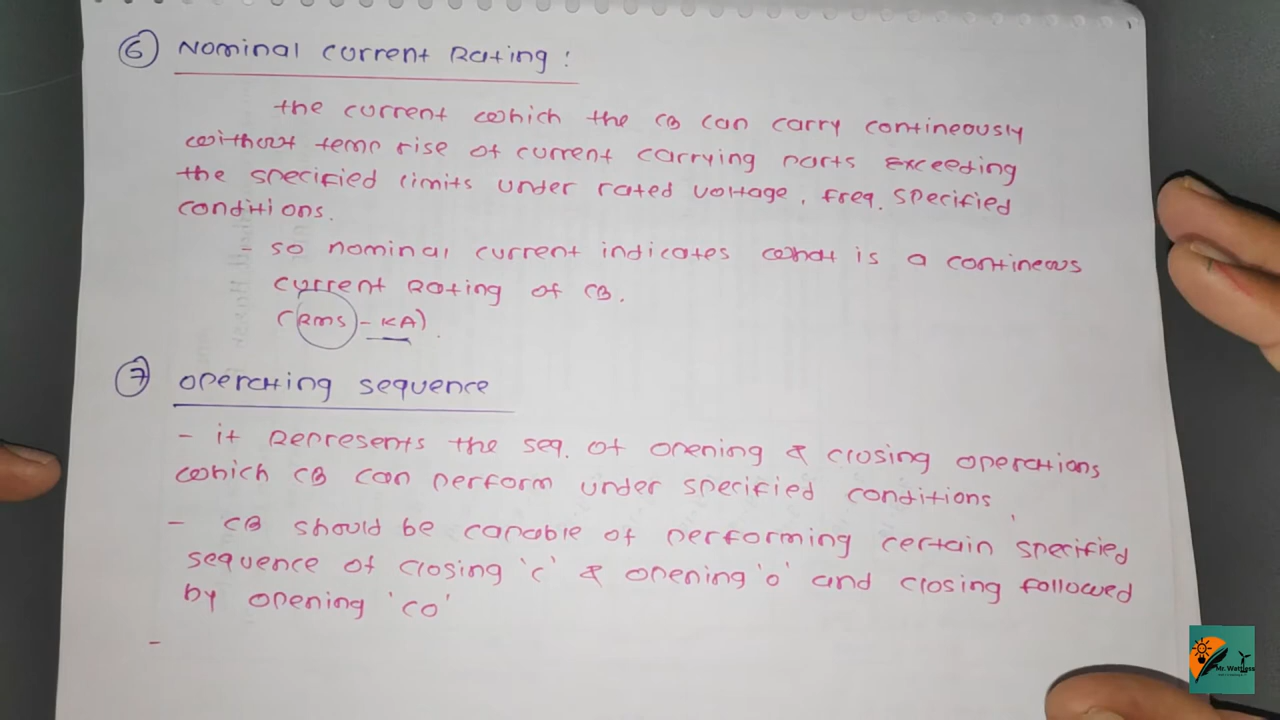 6 Nominal current Rating :
the current which the CB can carry contineously
without temp rise of current carrying parts Exceeding
the specified limits under rated voltage, freq. specified
conditions.
- so nominal current indicates what is a contineous
current Rating of CB.
(Rms - KA).
7 operating sequence
- it Represents the seq. of opening & closing operations
which CB can perform under specified conditions,
- CB should be capable of performing certain specified
sequence of closing 'c' & opening 'o' and closing followed
by opening 'co'
-
Mr. Wattless